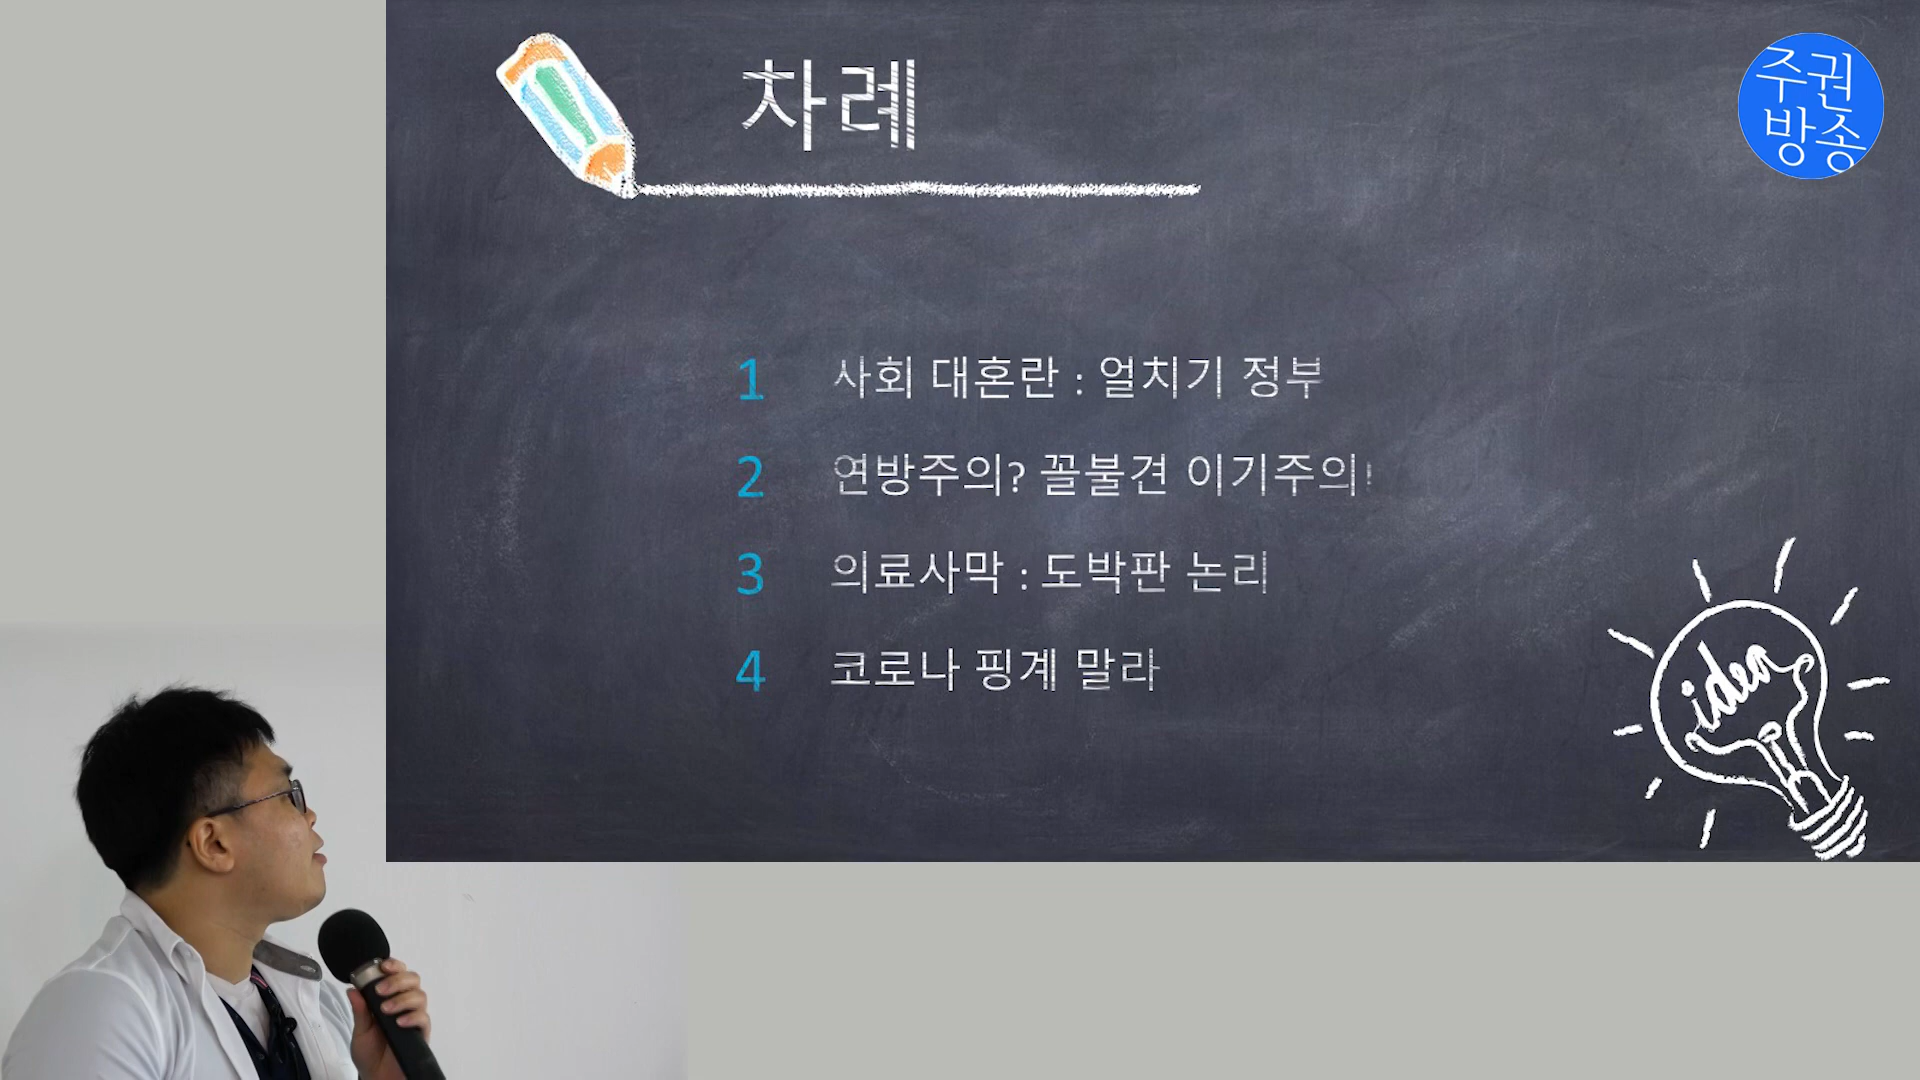 차례
주권
방송
1 사회 대혼란 : 얼치기 정부
2 연방주의? 꼴불견 이기주의!
3 의료사막 : 도박판 논리
4 코로나 핑계 말라
idea